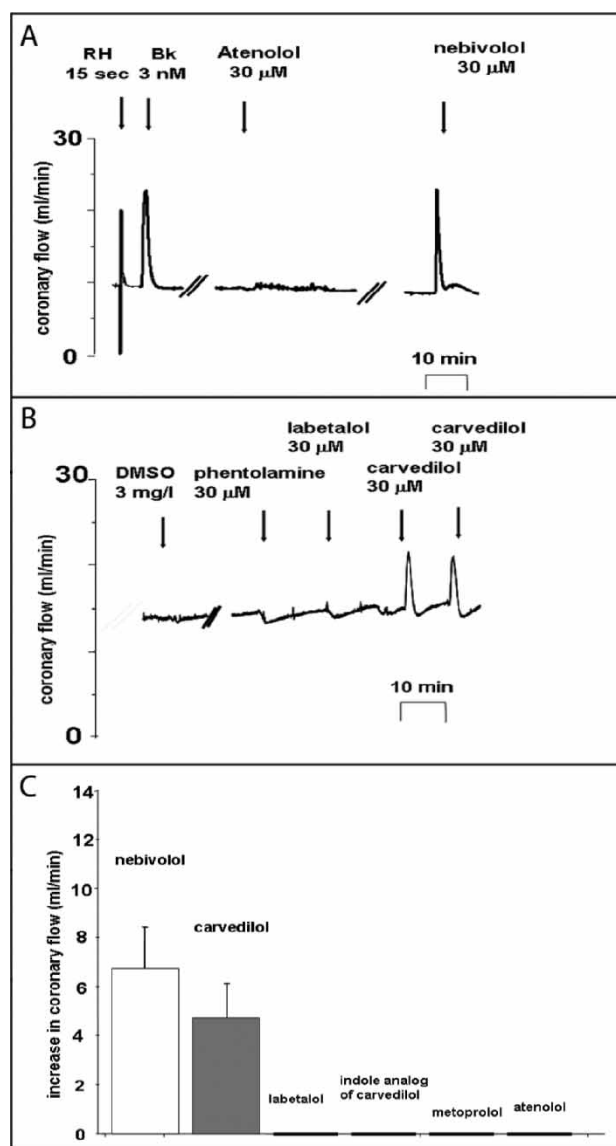 A
RH Bk Atenolol nebivolol
15 sec 3 nM 30 µM 30 µM
30
coronary flow (ml/min)
0
10 min
B
labetalol carvedilol
30 µM 30 µM
30
DMSO phentolamine carvedilol
3 mg/l 30 µM 30 µM
coronary flow (ml/min)
10 min
0
C
14
12
nebivolol
10
increase in coronary flow (ml/min)
carvedilol
8
6
4
2
labetalol
indole analog
of carvedilol
metoprolol
atenolol
0